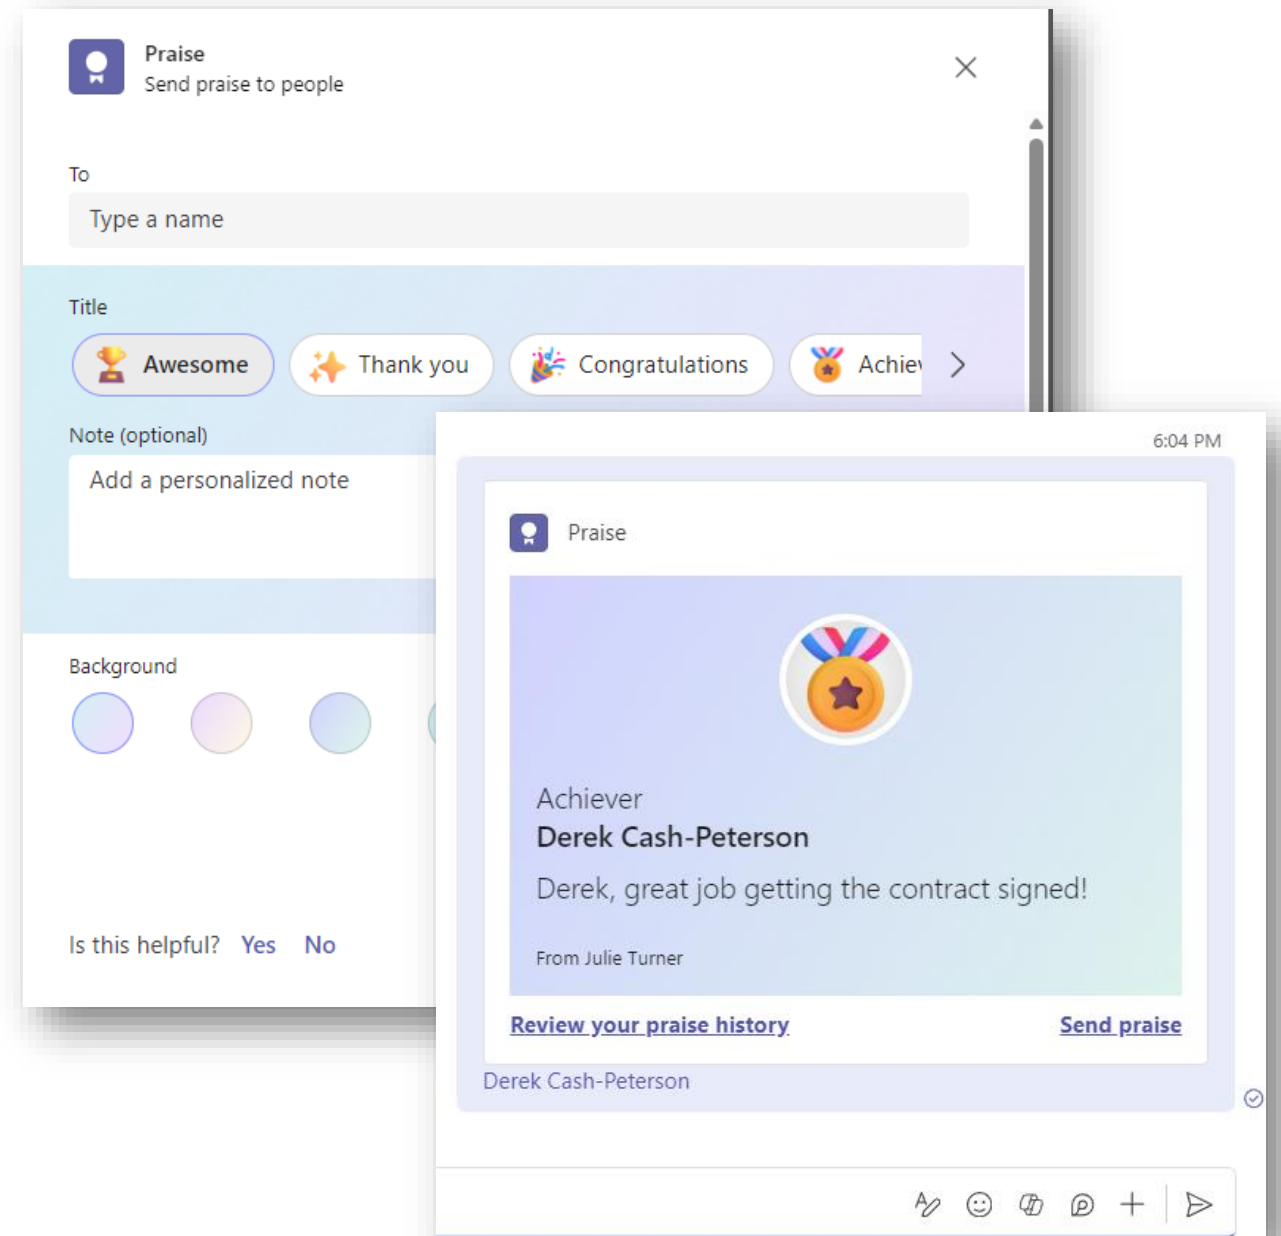 Praise
Send praise to people
To
Type a name
Title
Awesome
Thank you
Congratulations
Achiev
Note (optional)
Add a personalized note
Background
Is this helpful? Yes No
6:04 PM
Praise
Achiever
Derek Cash-Peterson
Derek, great job getting the contract signed!
From Julie Turner
Review your praise history
Send praise
Derek Cash-Peterson